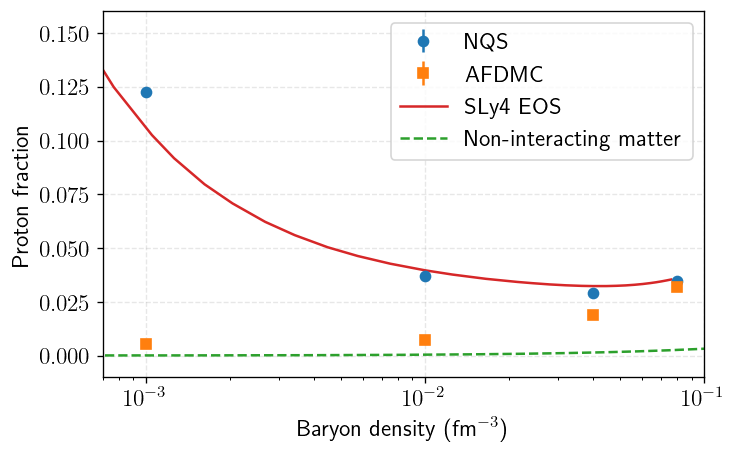 0.150
0.125
0.100
0.075
0.050
0.025
0.000
Proton fraction
NQS
AFDMC
SLy4 EOS
Non-interacting matter
10⁻³
10⁻²
10⁻¹
Baryon density (fm⁻³)